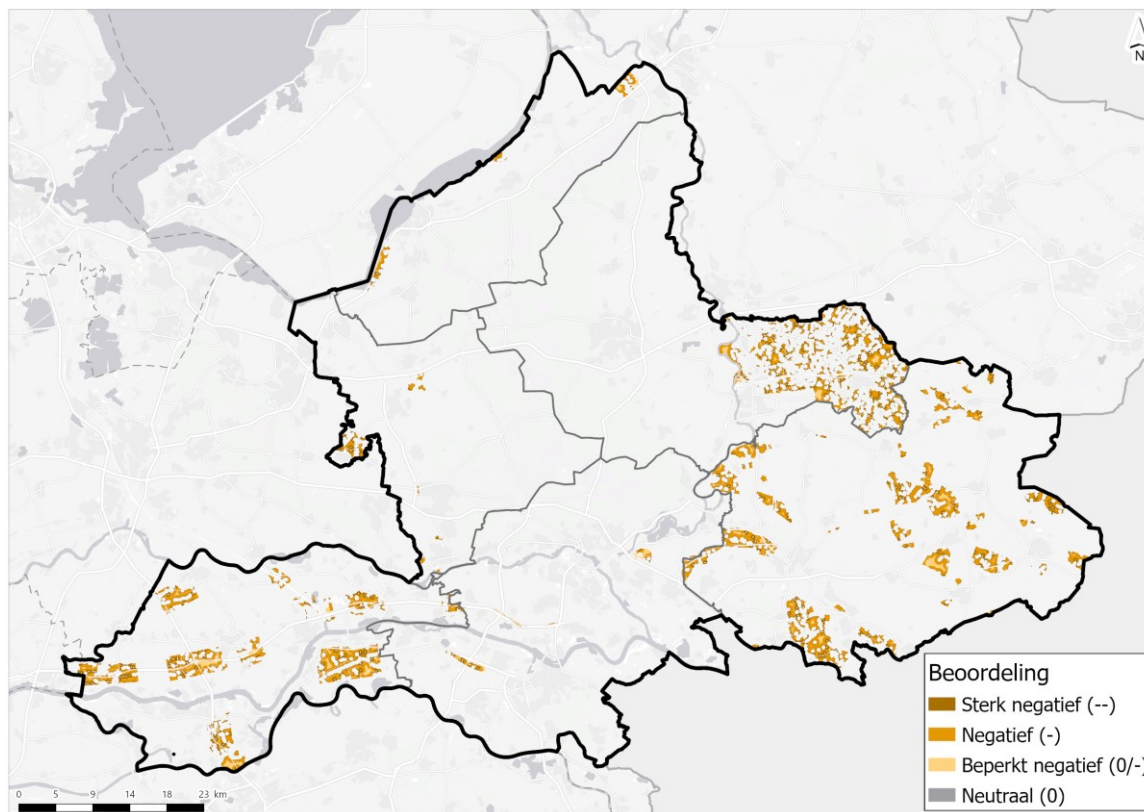 N
Beoordeling
Sterk negatief (--)
Negatief (-)
Beperkt negatief (0/-)
Neutraal (0)
0 5 9 14 18 23 km